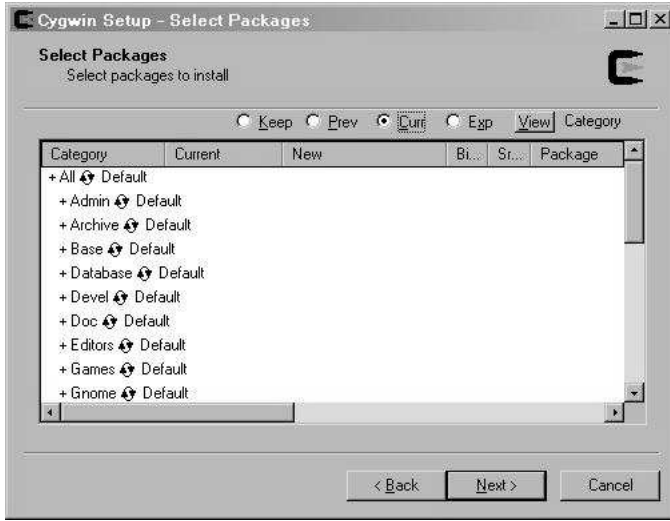 Cygwin Setup - Select Packages
Select Packages
Select packages to install
Keep Prev Curr Exp View Category
Category Current New Bi... Sr... Package
+ All Default
+ Admin Default
+ Archive Default
+ Base Default
+ Database Default
+ Devel Default
+ Doc Default
+ Editors Default
+ Games Default
+ Gnome Default
< Back Next > Cancel